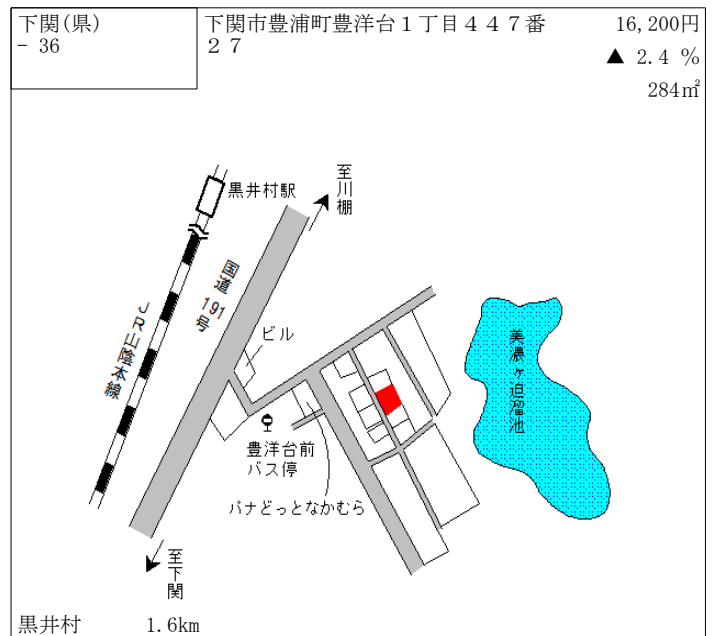 下関(県)
- 36
下関市豊浦町豊洋台１丁目４４７番
２７
16,200円
▲ 2.4 %
284㎡
至川棚
黒井村駅
国道191号
JR山陰本線
ビル
美濃ヶ迫溜池
豊洋台前
バス停
パナどっとなかむら
至下関
黒井村 1.6km